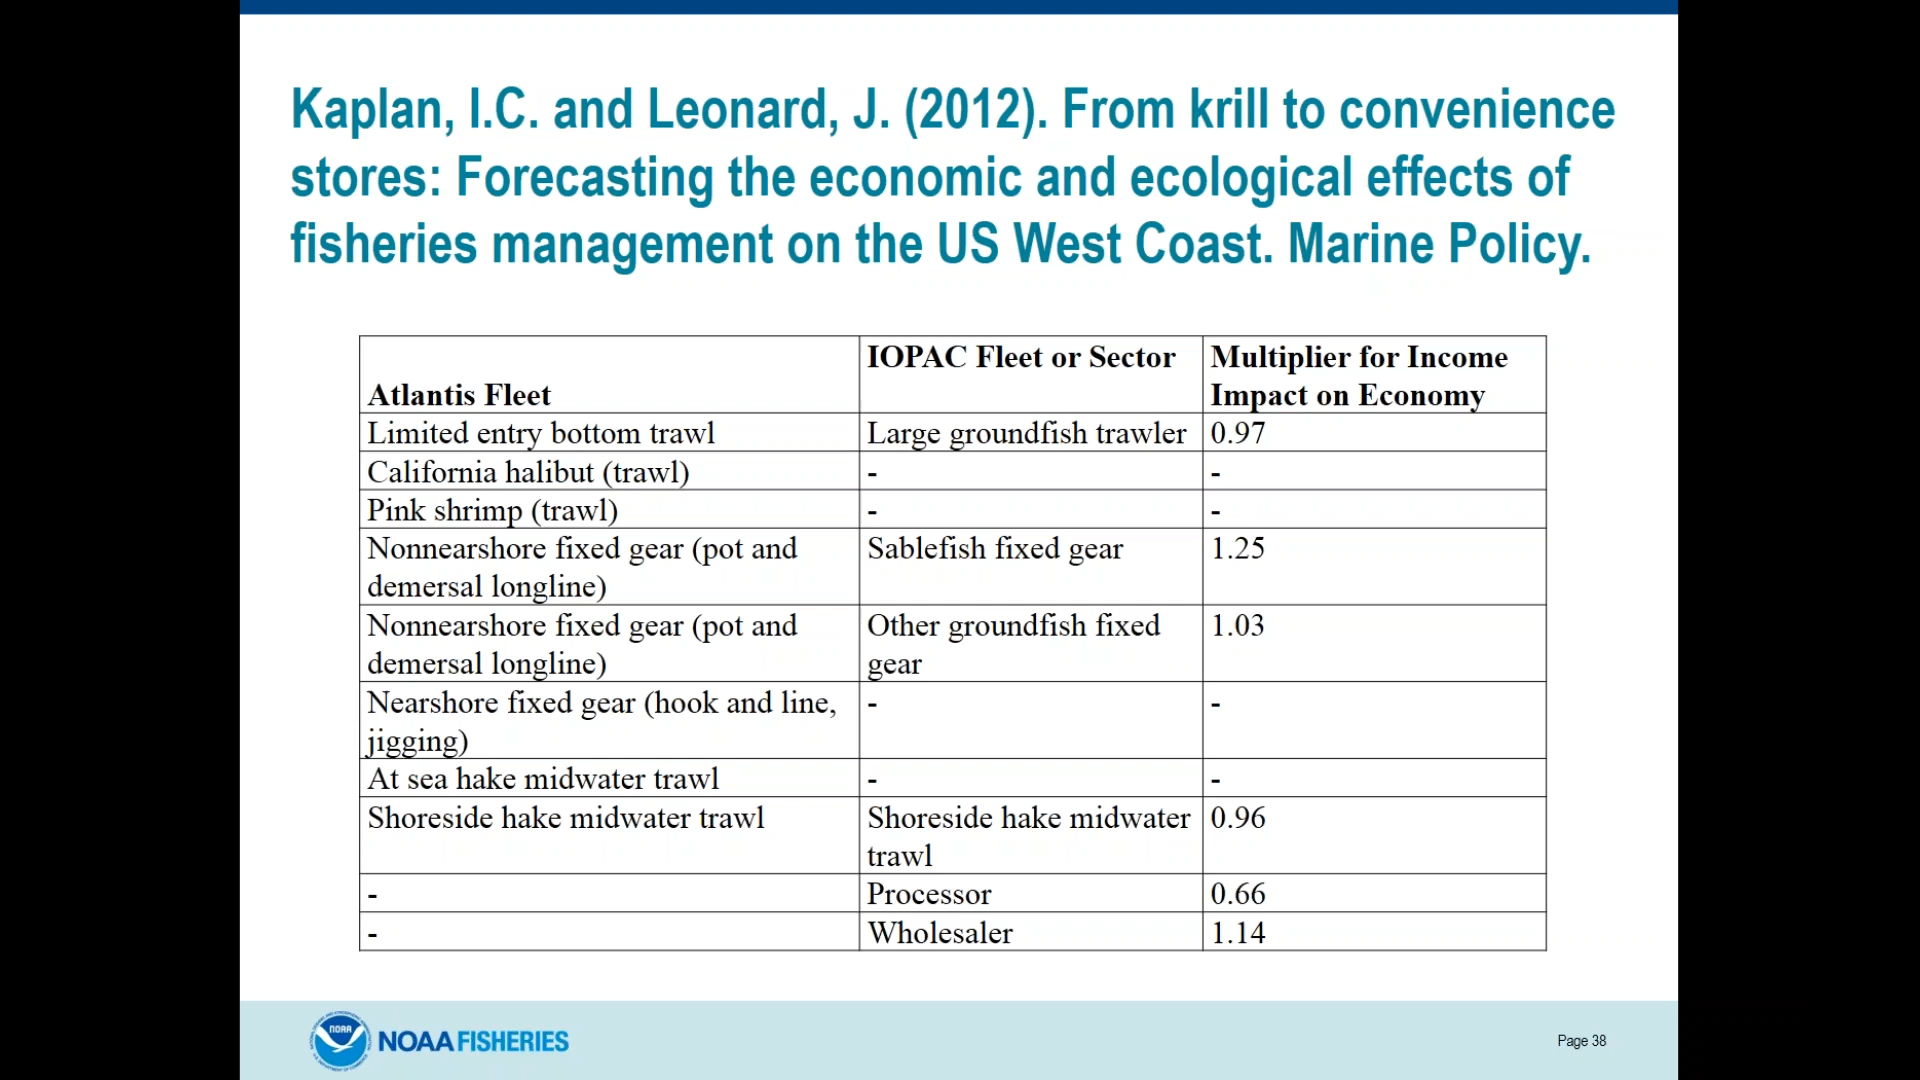 Kaplan, I.C. and Leonard, J. (2012). From krill to convenience
stores: Forecasting the economic and ecological effects of
fisheries management on the US West Coast. Marine Policy.
Atlantis Fleet
IOPAC Fleet or Sector
Multiplier for Income
Impact on Economy
Limited entry bottom trawl
Large groundfish trawler
0.97
California halibut (trawl)
-
-
Pink shrimp (trawl)
-
-
Nonnearshore fixed gear (pot and
demersal longline)
Sablefish fixed gear
1.25
Nonnearshore fixed gear (pot and
demersal longline)
Other groundfish fixed
gear
1.03
Nearshore fixed gear (hook and line,
jigging)
-
-
At sea hake midwater trawl
-
-
Shoreside hake midwater trawl
Shoreside hake midwater
trawl
0.96
-
Processor
0.66
-
Wholesaler
1.14
NOAA
NOAA FISHERIES
Page 38